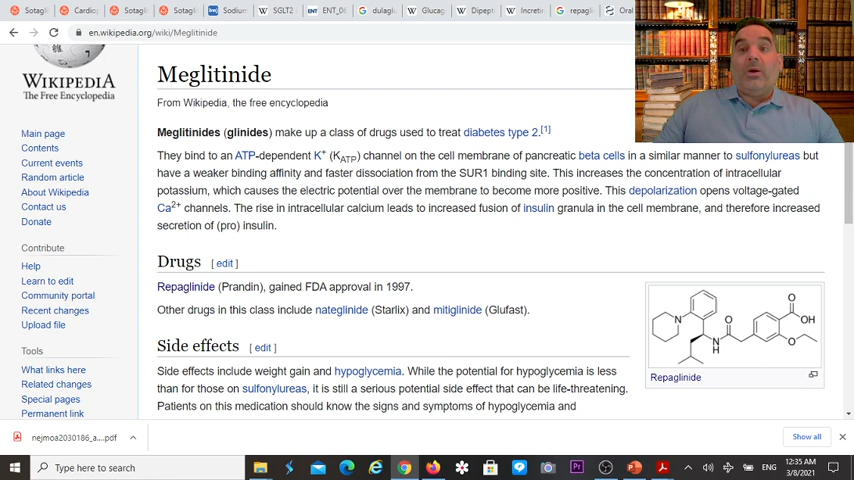 Sotagli
Cardiop
Sotagli
Sotagli
Sodium
SGLT2
ENT_06
dulaglu
Glucag
Dipept
Incretin
repagli
Oral
en.wikipedia.org/wiki/Meglitinide
WIKIPEDIA
The Free Encyclopedia
Main page
Contents
Current events
Random article
About Wikipedia
Contact us
Donate
Contribute
Help
Learn to edit
Community portal
Recent changes
Upload file
Tools
What links here
Related changes
Special pages
Permanent link
Meglitinide
From Wikipedia, the free encyclopedia
Meglitinides (glinides) make up a class of drugs used to treat diabetes type 2.[1]
They bind to an ATP-dependent K+ (KATP) channel on the cell membrane of pancreatic beta cells in a similar manner to sulfonylureas but
have a weaker binding affinity and faster dissociation from the SUR1 binding site. This increases the concentration of intracellular
potassium, which causes the electric potential over the membrane to become more positive. This depolarization opens voltage-gated
Ca2+ channels. The rise in intracellular calcium leads to increased fusion of insulin granula in the cell membrane, and therefore increased
secretion of (pro) insulin.
Drugs [ edit ]
Repaglinide (Prandin), gained FDA approval in 1997.
Other drugs in this class include nateglinide (Starlix) and mitiglinide (Glufast).
Side effects [ edit ]
Side effects include weight gain and hypoglycemia. While the potential for hypoglycemia is less
than for those on sulfonylureas, it is still a serious potential side effect that can be life-threatening.
Patients on this medication should know the signs and symptoms of hypoglycemia and
N
N
H
O
O
OH
O
Repaglinide
nejmoa2030186_a....pdf
Show all
Type here to search
ENG
12:35 AM
3/8/2021